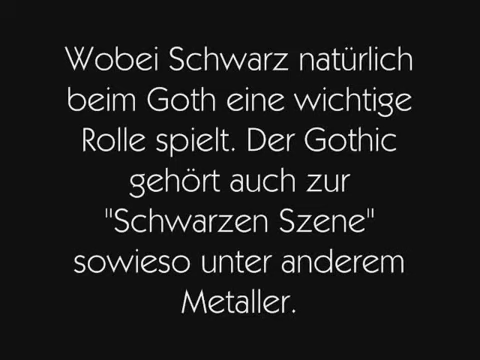 Wobei Schwarz natürlich
beim Goth eine wichtige
Rolle spielt. Der Gothic
gehört auch zur
"Schwarzen Szene"
sowieso unter anderem
Metaller.